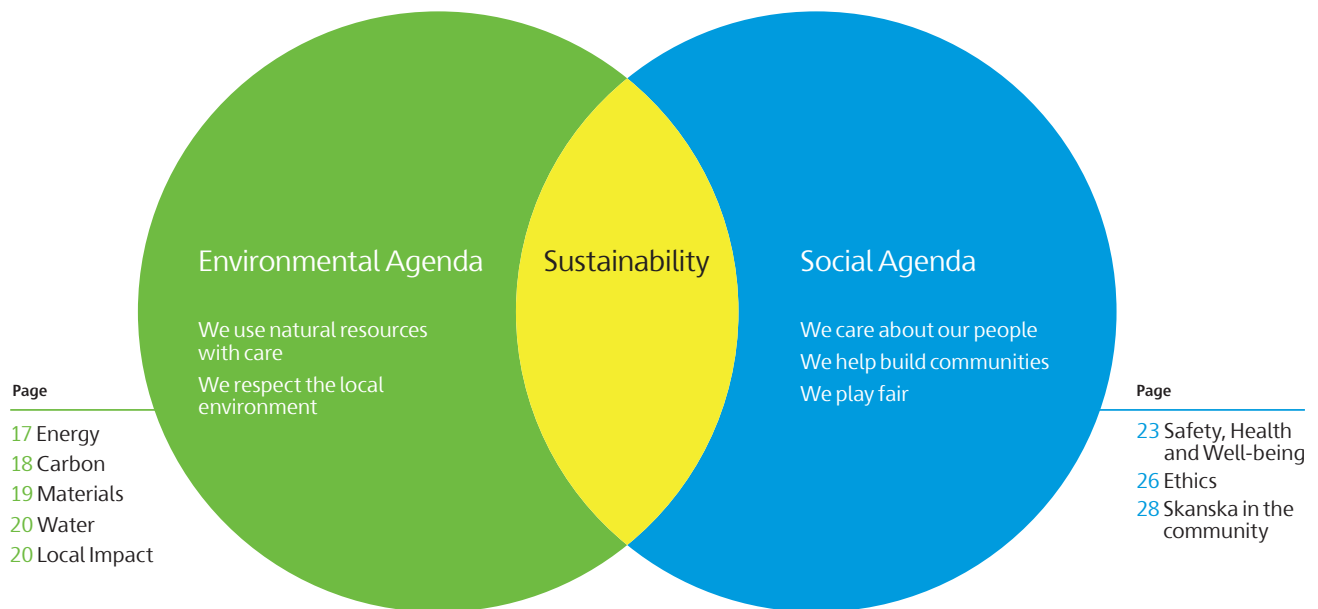 Environmental Agenda
We use natural resources
with care
We respect the local
environment
Sustainability
Social Agenda
We care about our people
We help build communities
We play fair
Page
17 Energy
18 Carbon
19 Materials
20 Water
20 Local Impact
Page
23 Safety, Health
and Well-being
26 Ethics
28 Skanska in the
community